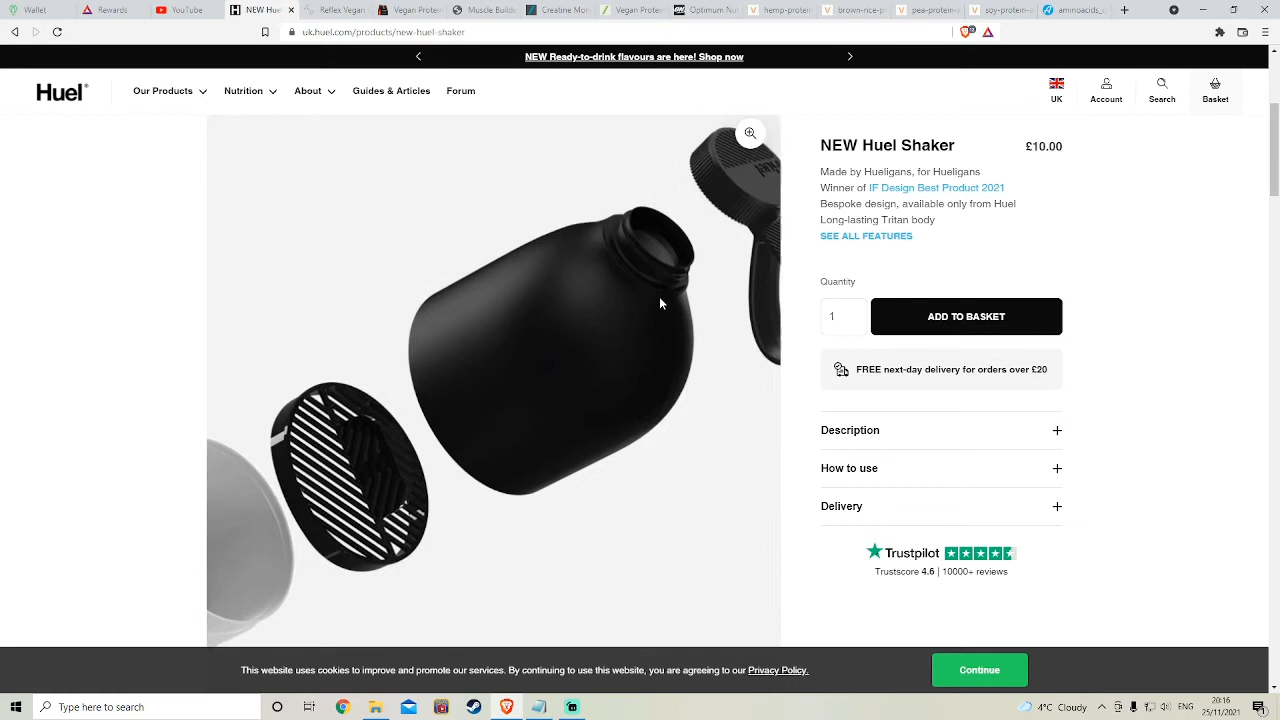 Wallet
Rewards
YouTube
NEW Hue
Reflex Vegan
Vegan Protei
Muscle Build
Creatine Mon
Vegan Protei
Optimum Nut
hemp-protei
brown-rice-p
pea-protein-
soy-protein-
uk.huel.com/products/new-huel-shaker
NEW Ready-to-drink flavours are here! Shop now
Huel®
Our Products
Nutrition
About
Guides & Articles
Forum
UK
Account
Search
Basket
NEW Huel Shaker
£10.00
Made by Hueligans, for Hueligans
Winner of IF Design Best Product 2021
Bespoke design, available only from Huel
Long-lasting Tritan body
SEE ALL FEATURES
Quantity
1
ADD TO BASKET
FREE next-day delivery for orders over £20
Description
How to use
Delivery
Trustpilot
Trustscore 4.6 | 10000+ reviews
This website uses cookies to improve and promote our services. By continuing to use this website, you are agreeing to our Privacy Policy.
Continue
Type here to search
4°C Cloudy
ENG
20:16
25/11/2021